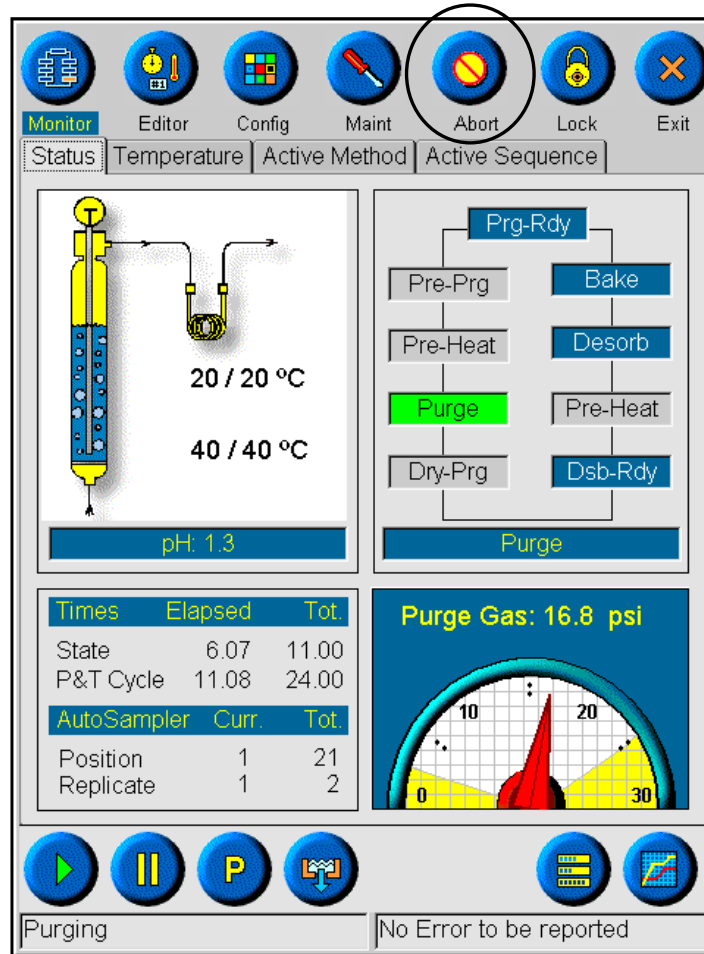 #1
Monitor Editor Config Maint Abort Lock Exit
Status Temperature Active Method Active Sequence
T
20 / 20 ºC
40 / 40 ºC
pH: 1.3
Prg-Rdy
Pre-Prg Bake
Pre-Heat Desorb
Purge Pre-Heat
Dry-Prg Dsb-Rdy
Purge
Times Elapsed Tot.
State 6.07 11.00
P&T Cycle 11.08 24.00
AutoSampler Curr. Tot.
Position 1 21
Replicate 1 2
Purge Gas: 16.8 psi
10 20
0 30
P
Purging
No Error to be reported